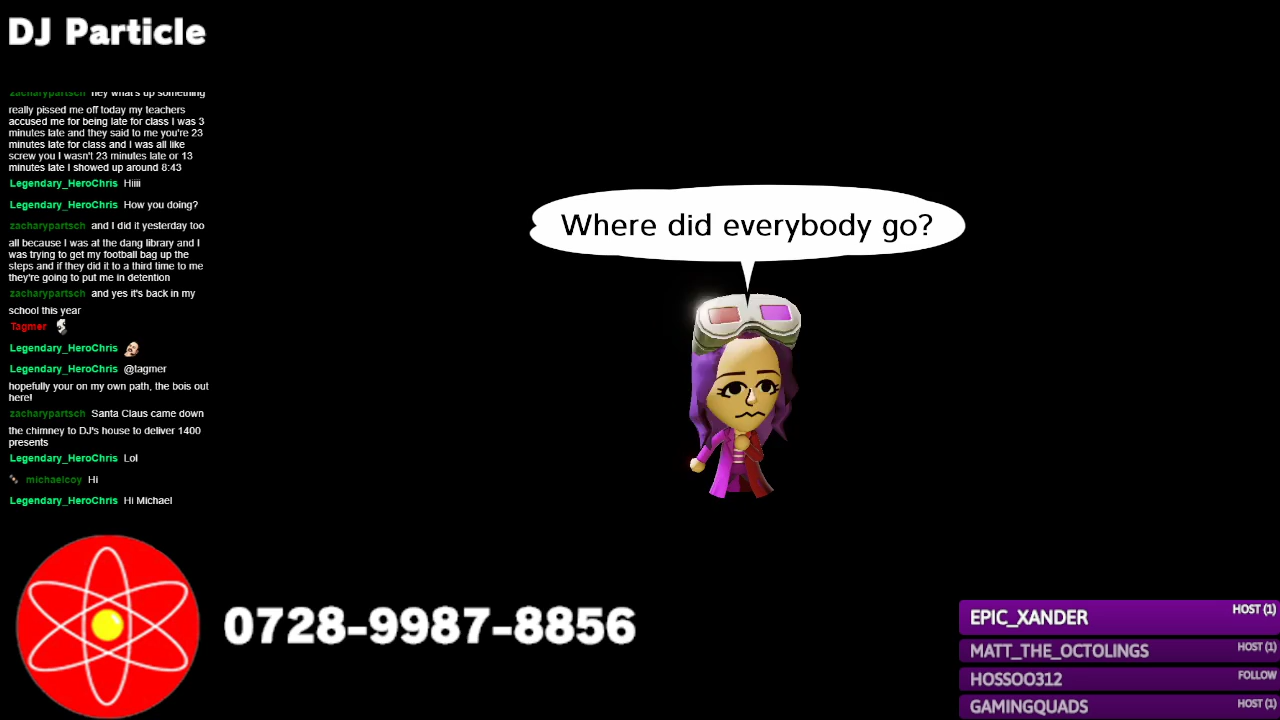 DJ Particle
zacharypartsch hey what's up something
really pissed me off today my teachers
accused me for being late for class I was 3
minutes late and they said to me you're 23
minutes late for class and I was all like
screw you I wasn't 23 minutes late or 13
minutes late I showed up around 8:43
Legendary_HeroChris Hiiii
Legendary_HeroChris How you doing?
zacharypartsch and I did it yesterday too
all because I was at the dang library and I
was trying to get my football bag up the
steps and if they did it to a third time to me
they're going to put me in detention
zacharypartsch and yes it's back in my
school this year
Tagmer
Legendary_HeroChris
Legendary_HeroChris @tagmer
hopefully your on my own path, the bois out
here!
zacharypartsch Santa Claus came down
the chimney to DJ's house to deliver 1400
presents
Legendary_HeroChris Lol
michaelcoy Hi
Legendary_HeroChris Hi Michael
Where did everybody go?
0728-9987-8856
EPIC_XANDER HOST (1)
MATT_THE_OCTOLINGS HOST (1)
HOSSOO312 FOLLOW
GAMINGQUADS HOST (1)